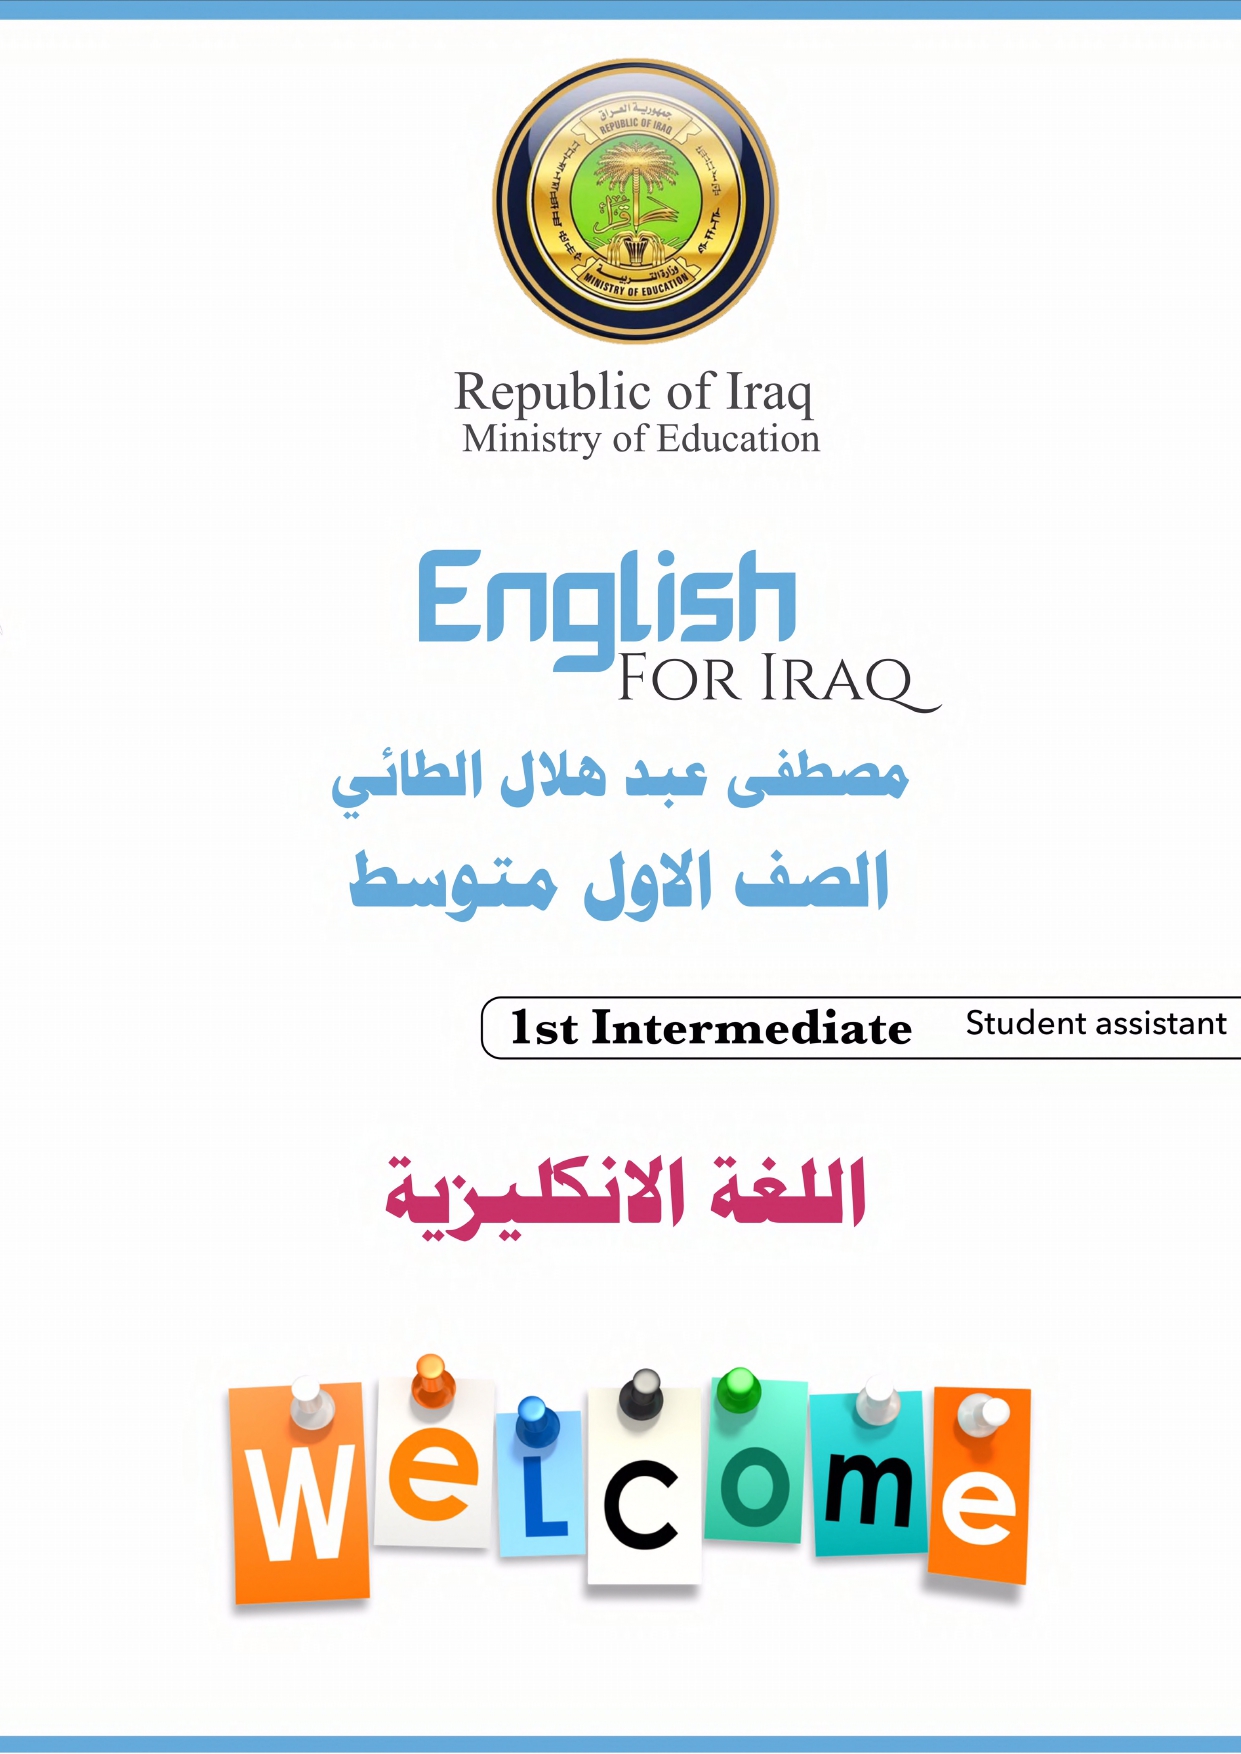 جمهورية العراق
REPUBLIC OF IRAQ
وزارة التربية
MINISTRY OF EDUCATION
Republic of Iraq
Ministry of Education
English
FOR IRAQ
مصطفى عبد هلال الطائي
الصف الاول متوسط
1st Intermediate Student assistant
اللغة الانكليزية
WeLcome